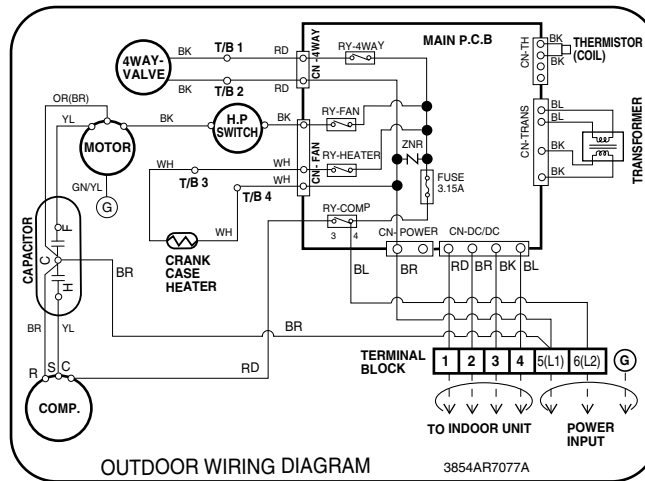 4WAY-
VALVE
BK
T/B 1
RD
BK
T/B 2
RD
CN -4WAY
RY-4WAY
MAIN P.C.B
CN-TH
BK
BK
THERMISTOR
(COIL)
OR(BR)
YL
MOTOR
BK
H.P
SWITCH
BK
RY-FAN
CN - FAN
CN-TRANS
BL
BL
BK
BK
TRANSFORMER
GN/YL
G
WH
T/B 3
WH
WH
T/B 4
WH
RY-HEATER
ZNR
FUSE
3.15A
CRANK
CASE
HEATER
RY-COMP
3 4
CN- POWER
CN-DC/DC
CAPACITOR
F
C
H
BR
BL
BR
RD
BR
BK
BL
BR
YL
BR
R
S
C
COMP.
RD
TERMINAL
BLOCK
1
2
3
4
5(L1)
6(L2)
G
TO INDOOR UNIT
POWER
INPUT
OUTDOOR WIRING DIAGRAM
3854AR7077A